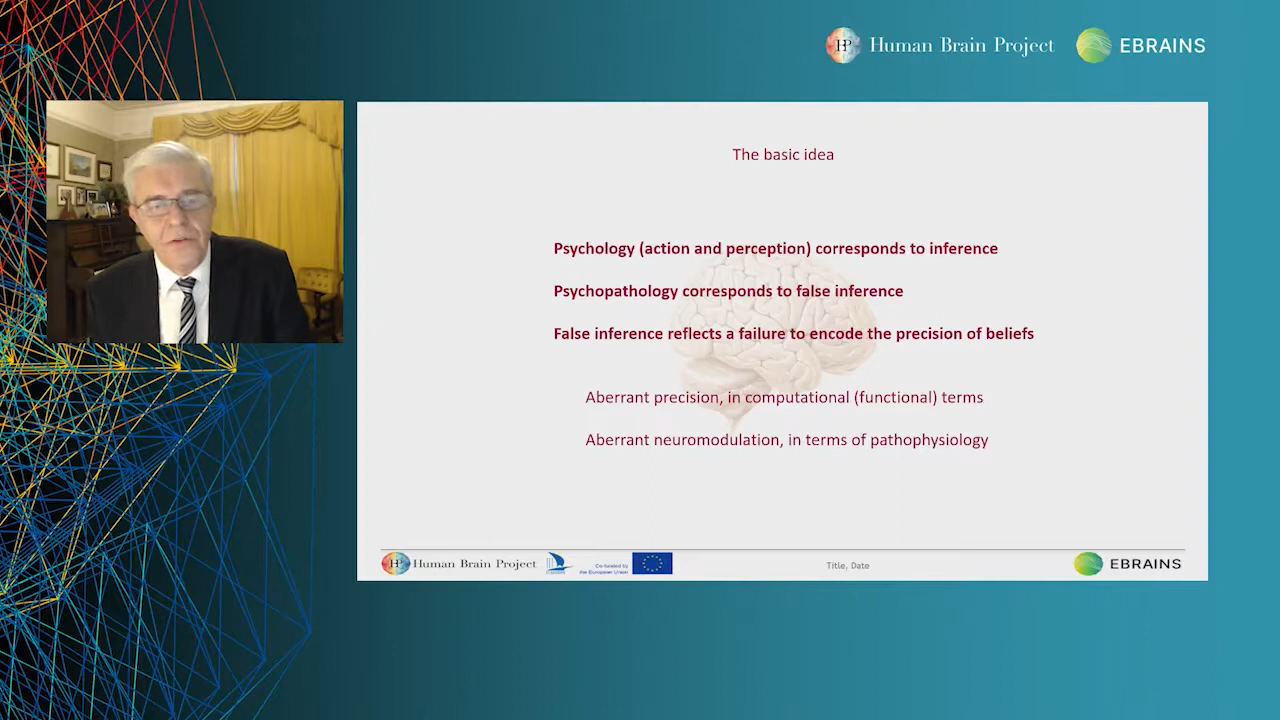 Human Brain Project
EBRAINS
The basic idea
Psychology (action and perception) corresponds to inference
Psychopathology corresponds to false inference
False inference reflects a failure to encode the precision of beliefs
Aberrant precision, in computational (functional) terms
Aberrant neuromodulation, in terms of pathophysiology
HP Human Brain Project
Co-funded by
the European Union
Title, Date
EBRAINS